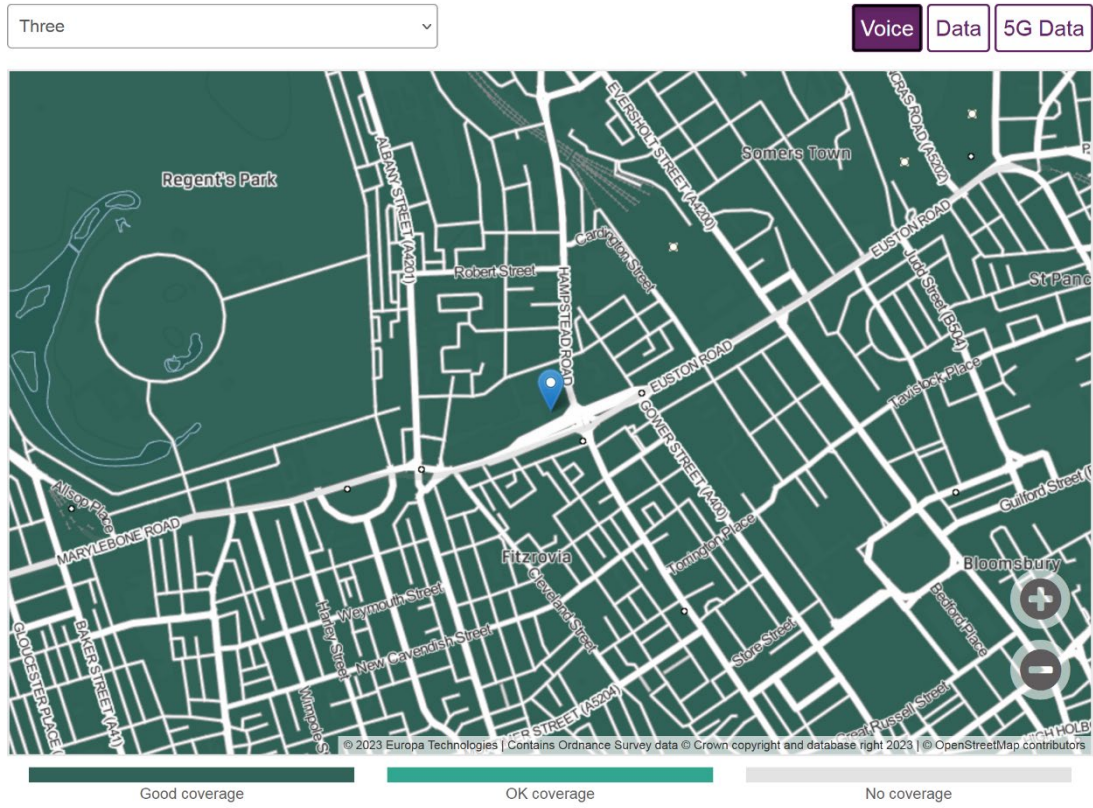 Three
Voice
Data
5G Data
Regent's Park
ALBANY STREET (A4201)
EVERSHOLT STREET (A4200)
Somers Town
CRAS ROAD (A5202)
Robert Street
Cardington Street
HAMPSTEAD ROAD
EUSTON ROAD
EUSTON ROAD
Judd Street (B504)
St Panc
Tavistock Place
GOWER STREET (A400)
Allsop Place
MARYLEBONE ROAD
Fitzrovia
Torrington Place
Guilford Street (
Bloomsbury
Weymouth Street
Cleveland Street
Harley Street
New Cavendish Street
Store Street
Bedford Place
GLOUCESTER PLACE (
BAKER STREET (A41)
Wimpole S
ER STREET (A5204)
Great Russell Street
HIGH HOLB
© 2023 Europa Technologies | Contains Ordnance Survey data © Crown copyright and database right 2023 | © OpenStreetMap contributors
Good coverage
OK coverage
No coverage